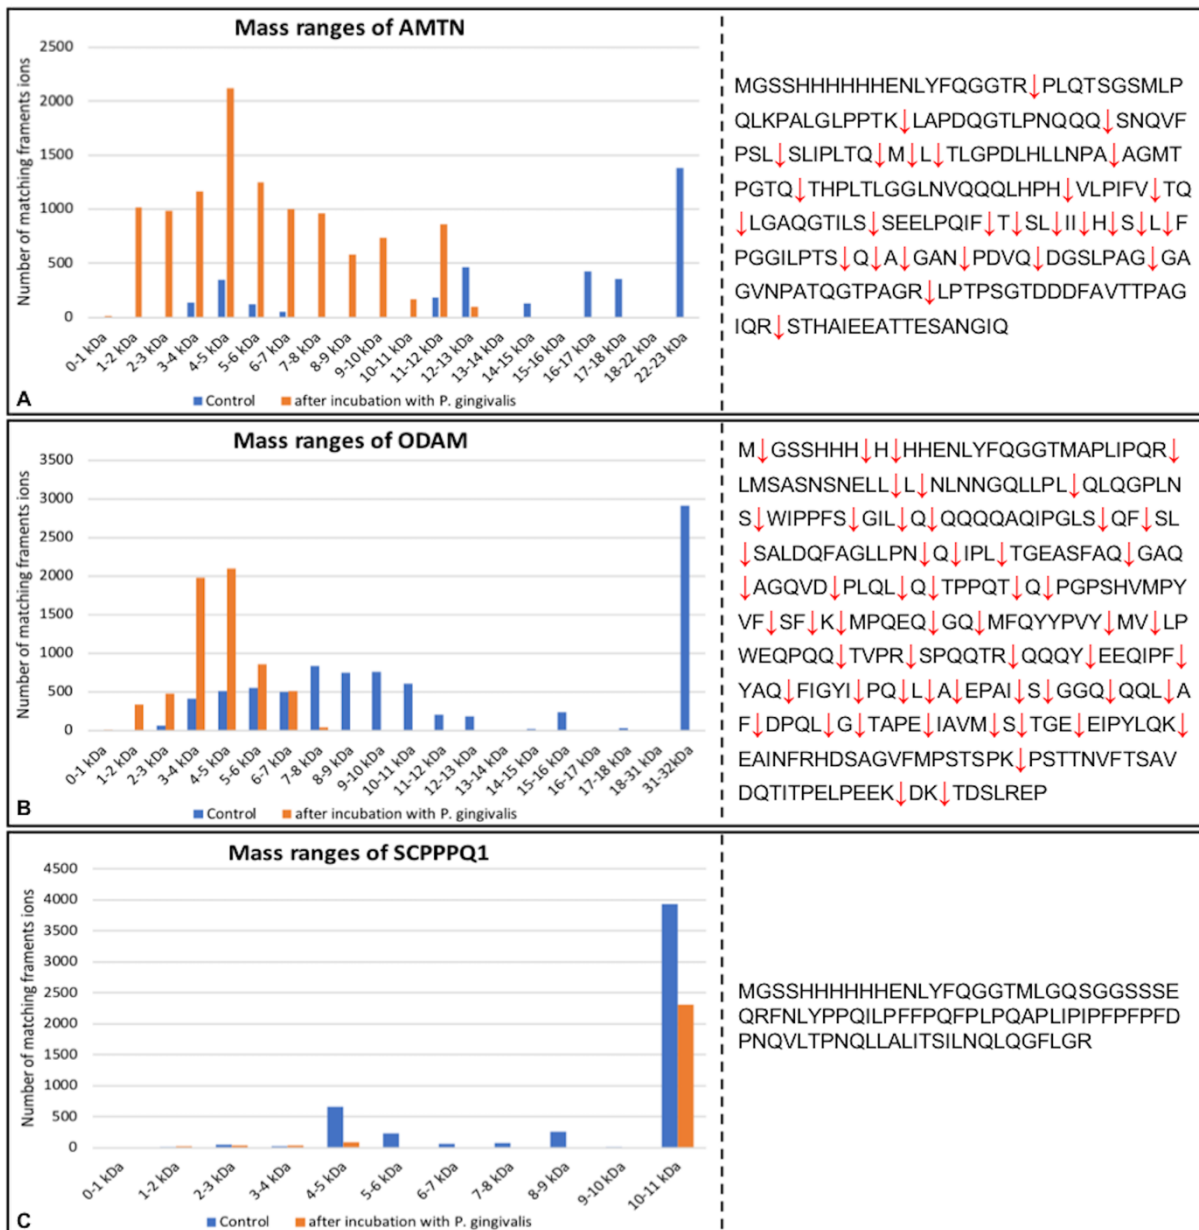 Mass ranges of AMTN
Number of matching framents ions
2500
2000
1500
1000
500
0
0-1 kDa
1-2 kDa
2-3 kDa
3-4 kDa
4-5 kDa
5-6 kDa
6-7 kDa
7-8 kDa
8-9 kDa
9-10 kDa
10-11 kDa
11-12 kDa
12-13 kDa
13-14 kDa
14-15 kDa
15-16 kDa
16-17 kDa
17-18 kDa
18-22 kDa
22-23 kDa
A
Control
after incubation with P. gingivalis
MGSSHHHHHHENLYFQGGTR↓PLQTSGSMLP
QLKPALGLPPTK↓LAPDQGTLPNQQQ↓SNQVF
PSL↓SLIPLTQ↓M↓L↓TLGPDLHLLNPA↓AGMT
PGTQ↓THPLTLGGLNVQQQLHPH↓VLPIFV↓TQ
↓LGAQGTILS↓SEELPQIF↓T↓SL↓II↓H↓S↓L↓F
PGGILPTS↓Q↓A↓GAN↓PDVQ↓DGSLPAG↓GA
GVNPATQGTPAGR↓LPTPSGTDDDFAVTTPAG
IQR↓STHAIEEATTESANGIQ
Mass ranges of ODAM
Number of matching framents ions
3500
3000
2500
2000
1500
1000
500
0
0-1 kDa
1-2 kDa
2-3 kDa
3-4 kDa
4-5 kDa
5-6 kDa
6-7 kDa
7-8 kDa
8-9 kDa
9-10 kDa
10-11 kDa
11-12 kDa
12-13 kDa
13-14 kDa
14-15 kDa
15-16 kDa
16-17 kDa
17-18 kDa
18-31 kDa
31-32kDa
B
Control
after incubation with P. gingivalis
M↓GSSHHH↓H↓HHENLYFQGGTMAPLIPQR↓
LMSASNSNELL↓L↓NLNNGQLLPL↓QLQGPLN
S↓WIPPFS↓GIL↓Q↓QQQQAQIPGLS↓QF↓SL
↓SALDQFAGLLPN↓Q↓IPL↓TGEASFAQ↓GAQ
↓AGQVD↓PLQL↓Q↓TPPQT↓Q↓PGPSHVMPY
VF↓SF↓K↓MPQEQ↓GQ↓MFQYYPVY↓MV↓LP
WEQPQQ↓TVPR↓SPQQTR↓QQQY↓EEQIPF↓
YAQ↓FIGYI↓PQ↓L↓A↓EPAI↓S↓GGQ↓QQL↓A
F↓DPQL↓G↓TAPE↓IAVM↓S↓TGE↓EIPYLQK↓
EAINFRHDSAGVFMPSTSPK↓PSTTNVFTSAV
DQTITPELPEEK↓DK↓TDSLREP
Mass ranges of SCPPPQ1
Number of matching framents ions
4500
4000
3500
3000
2500
2000
1500
1000
500
0
0-1 kDa
1-2 kDa
2-3 kDa
3-4 kDa
4-5 kDa
5-6 kDa
6-7 kDa
7-8 kDa
8-9 kDa
9-10 kDa
10-11 kDa
C
Control
after incubation with P. gingivalis
MGSSHHHHHHENLYFQGGTMLGQSGGSSSE
QRFNLYPPQILPFFPQFPLPQAPLIPIPFPFPFD
PNQVLTPNQLLALITSILNQLQGFLGR